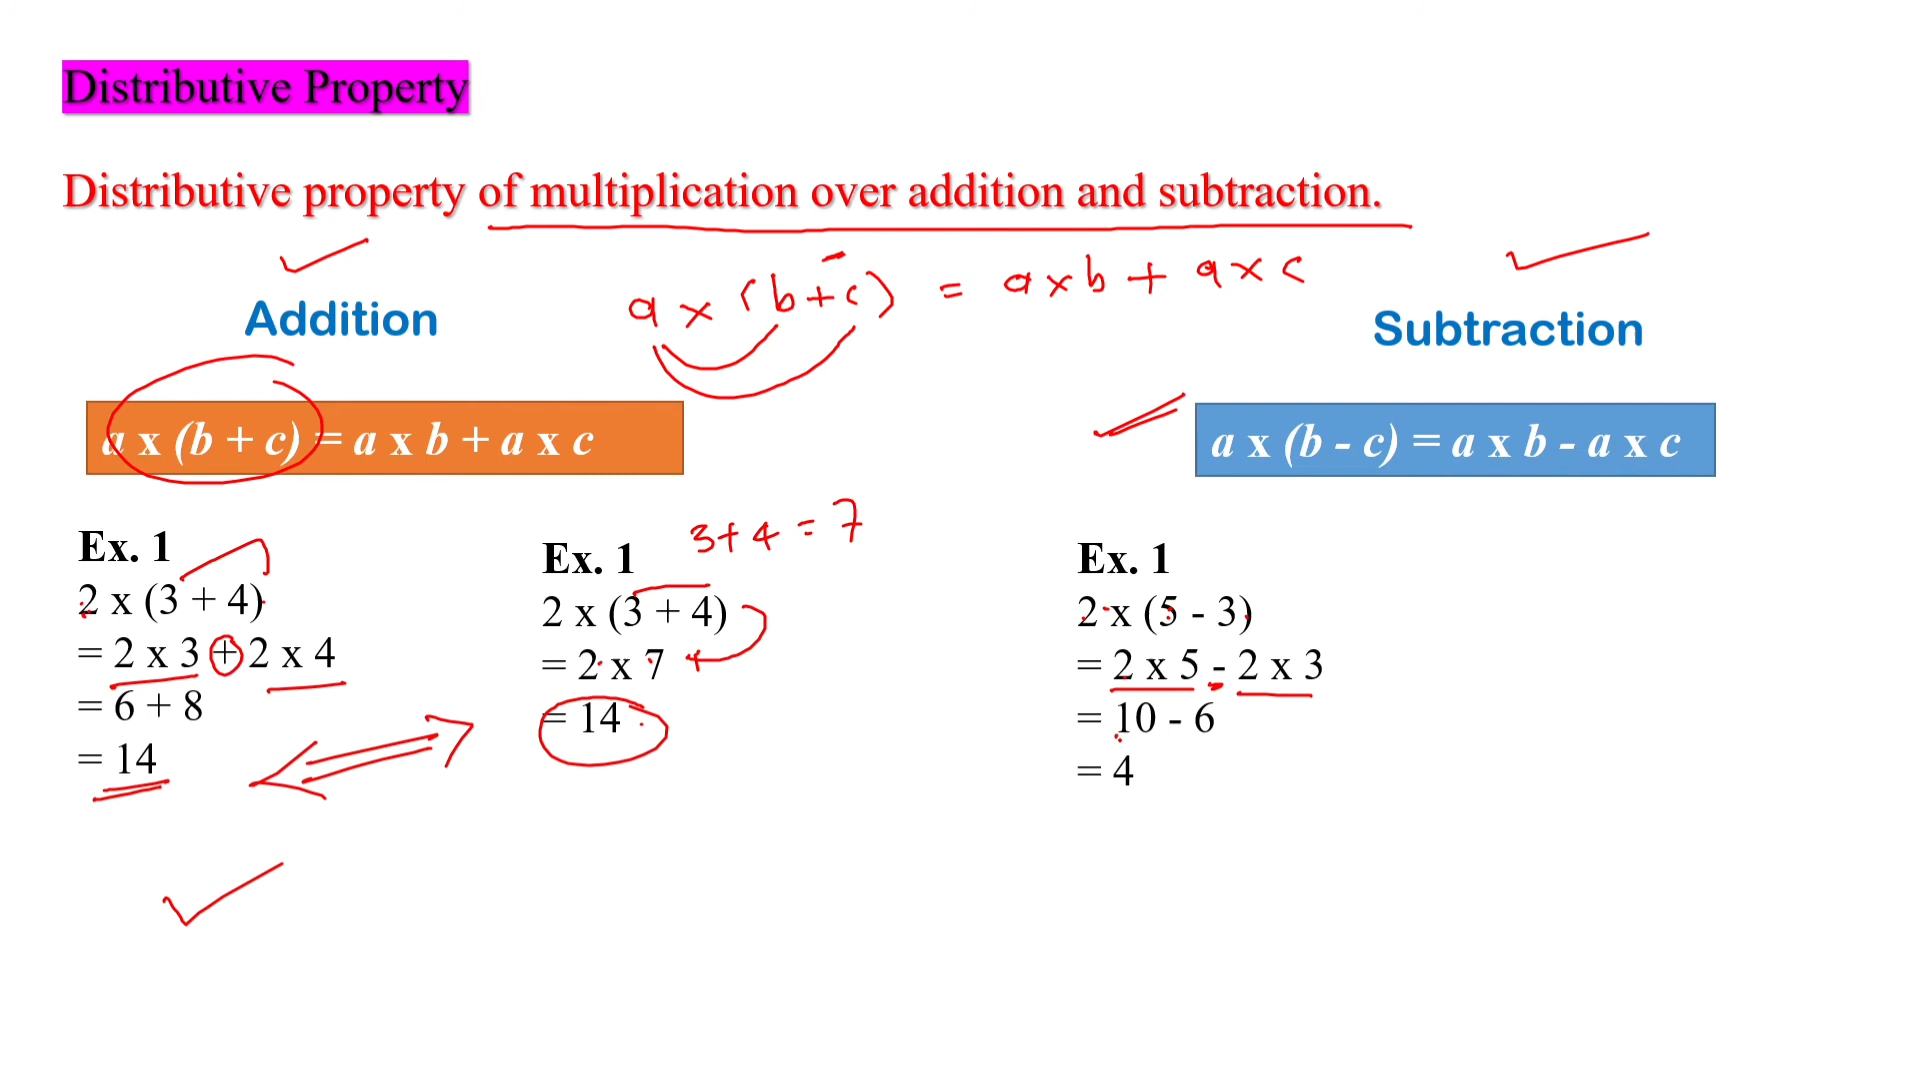 Distributive Property
Distributive property of multiplication over addition and subtraction.
a x (b + c) = a x b + a x c
Addition
Subtraction
a x (b + c) = a x b + a x c
a x (b - c) = a x b - a x c
Ex. 1
2 x (3 + 4)
= 2 x 3 + 2 x 4
= 6 + 8
= 14
3 + 4 = 7
Ex. 1
2 x (3 + 4)
= 2 x 7
= 14
Ex. 1
2 x (5 - 3)
= 2 x 5 - 2 x 3
= 10 - 6
= 4